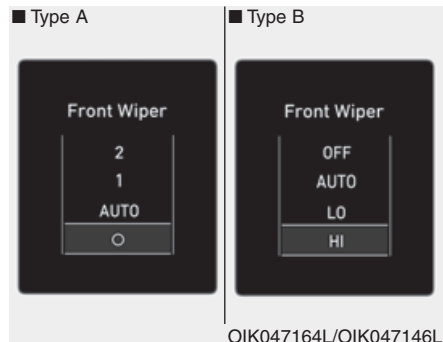 ■ Type A
Front Wiper
2
1
AUTO
O
■ Type B
Front Wiper
OFF
AUTO
LO
HI
OIK047164L/OIK047146L